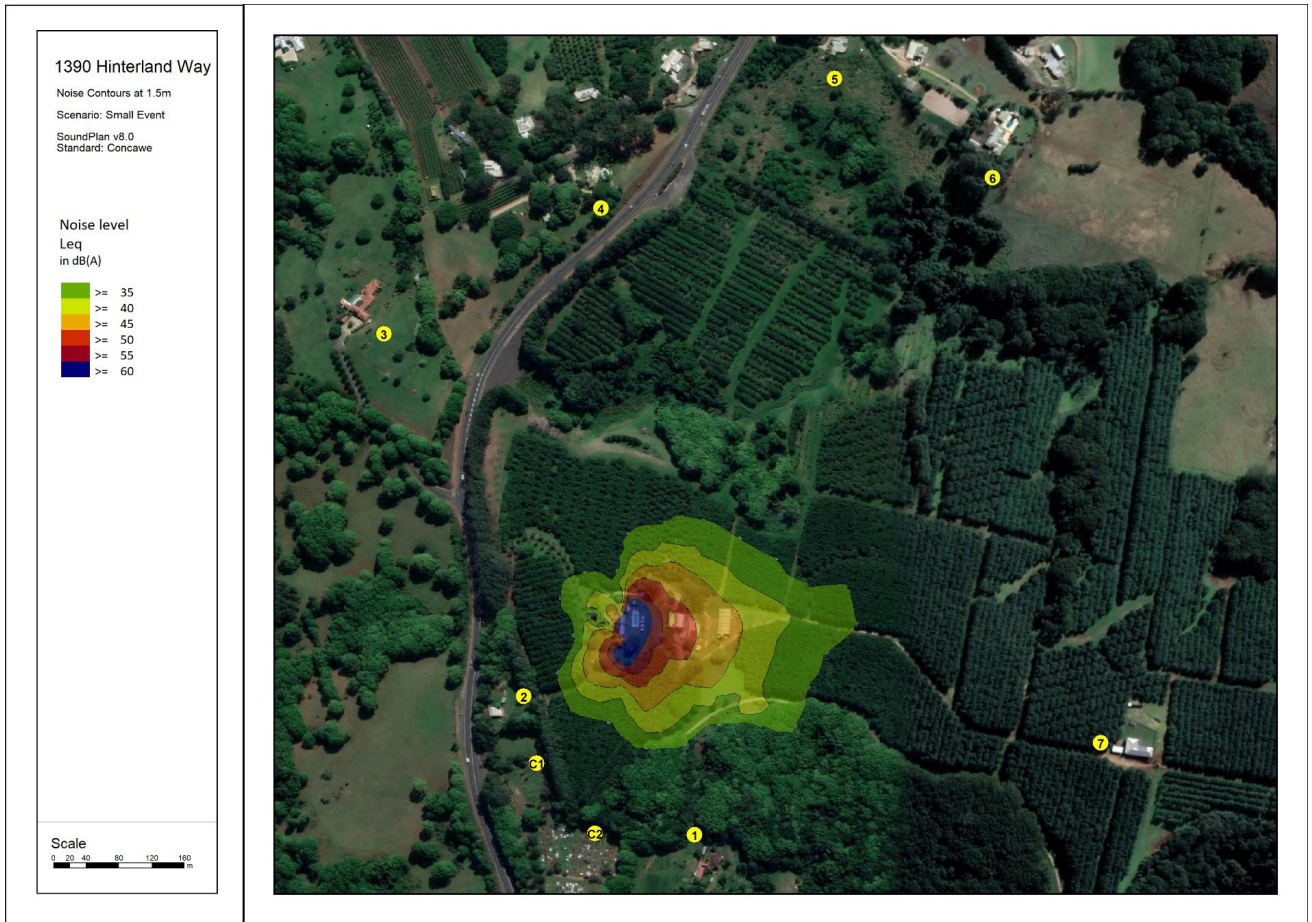 1390 Hinterland Way
Noise Contours at 1.5m
Scenario: Small Event
SoundPlan v8.0
Standard: Concawe
Noise level
Leq
in dB(A)
>= 35
>= 40
>= 45
>= 50
>= 55
>= 60
Scale
0 20 40 80 120 160
m
5
6
4
3
2
7
C1
C2
1